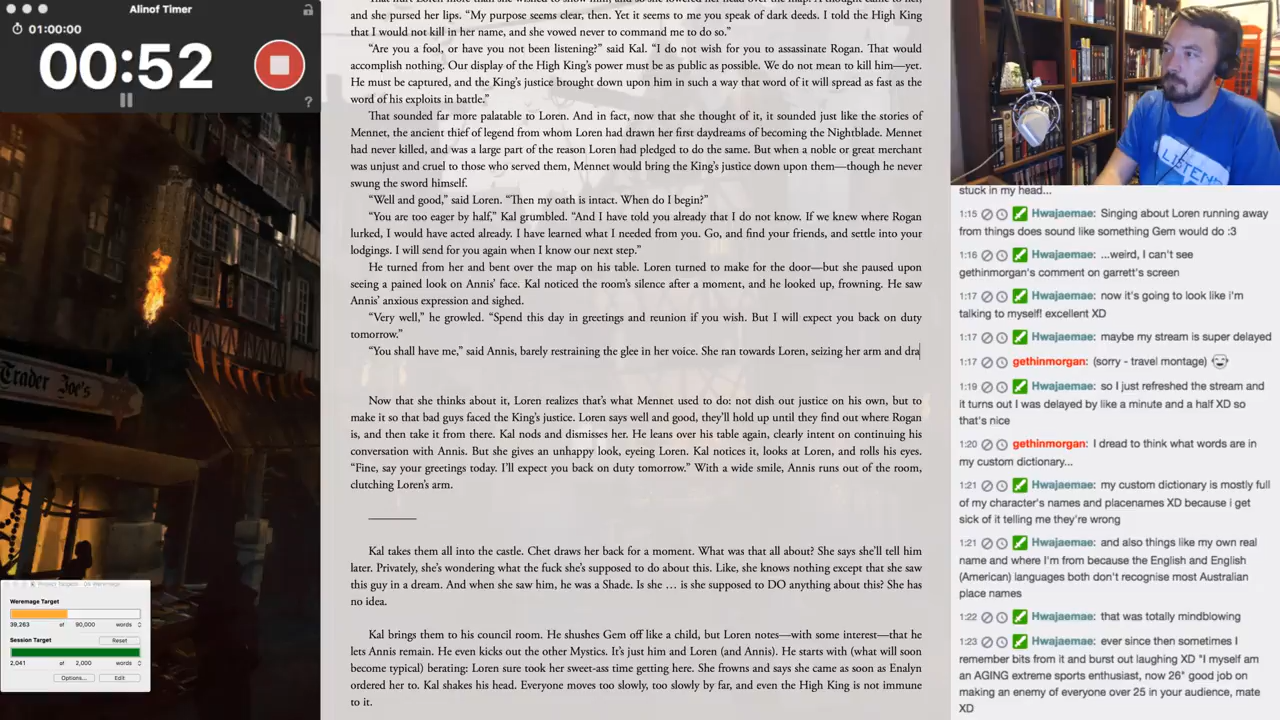 Alinof Timer
01:00:00
00:52
?
Trader Joe's
Weremage Target
39,263 of 90,000 words
Session Target
Reset
2,041 of 2,000 words
Options... Edit
and she pursed her lips. “My purpose seems clear, then. Yet it seems to me you speak of dark deeds. I told the High King
that I would not kill in her name, and she vowed never to command me to do so.”
“Are you a fool, or have you not been listening?” said Kal. “I do not wish for you to assassinate Rogan. That would
accomplish nothing. Our display of the High King’s power must be as public as possible. We do not mean to kill him—yet.
He must be captured, and the King’s justice brought down upon him in such a way that word of it will spread as fast as the
word of his exploits in battle.”
That sounded far more palatable to Loren. And in fact, now that she thought of it, it sounded just like the stories of
Mennet, the ancient thief of legend from whom Loren had drawn her first daydreams of becoming the Nightblade. Mennet
had never killed, and was a large part of the reason Loren had pledged to do the same. But when a noble or great merchant
was unjust and cruel to those who served them, Mennet would bring the King’s justice down upon them—though he never
swung the sword himself.
“Well and good,” said Loren. “Then my oath is intact. When do I begin?”
“You are too eager by half,” Kal grumbled. “And I have told you already that I do not know. If we knew where Rogan
lurked, I would have acted already. I have learned what I needed from you. Go, and find your friends, and settle into your
lodgings. I will send for you again when I know our next step.”
He turned from her and bent over the map on his table. Loren turned to make for the door—but she paused upon
seeing a pained look on Annis’ face. Kal noticed the room’s silence after a moment, and he looked up, frowning. He saw
Annis’ anxious expression and sighed.
“Very well,” he growled. “Spend this day in greetings and reunion if you wish. But I will expect you back on duty
tomorrow.”
“You shall have me,” said Annis, barely restraining the glee in her voice. She ran towards Loren, seizing her arm and dra
Now that she thinks about it, Loren realizes that’s what Mennet used to do: not dish out justice on his own, but to
make it so that bad guys faced the King’s justice. Loren says well and good, they’ll hold up until they find out where Rogan
is, and then take it from there. Kal nods and dismisses her. He leans over his table again, clearly intent on continuing his
conversation with Annis. But she gives an unhappy look, eyeing Loren. Kal notices it, looks at Loren, and rolls his eyes.
“Fine, say your greetings today. I’ll expect you back on duty tomorrow.” With a wide smile, Annis runs out of the room,
clutching Loren’s arm.
Kal takes them all into the castle. Chet draws her back for a moment. What was that all about? She says she’ll tell him
later. Privately, she’s wondering what the fuck she’s supposed to do about this. Like, she knows nothing except that she saw
this guy in a dream. And when she saw him, he was a Shade. Is she … is she supposed to DO anything about this? She has
no idea.
Kal brings them to his council room. He shushes Gem off like a child, but Loren notes—with some interest—that he
lets Annis remain. He even kicks out the other Mystics. It’s just him and Loren (and Annis). He starts with (what will
soon become typical) berating: Loren sure took her sweet-ass time getting here. She frowns and says she came as soon as Enalyn
ordered her to. Kal shakes his head. Everyone moves too slowly, too slowly by far, and even the High King is not immune
to it.
LISTEN
stuck in my head...
1:15 Hwajaemae: Singing about Loren running away
from things does sound like something Gem would do :3
1:16 Hwajaemae: ...weird, I can't see
gethinmorgan's comment on garrett's screen
1:17 Hwajaemae: now it's going to look like i'm
talking to myself! excellent XD
1:17 Hwajaemae: maybe my stream is super delayed
1:17 gethinmorgan: (sorry - travel montage)
1:19 Hwajaemae: so I just refreshed the stream and
it turns out I was delayed by like a minute and a half XD so
that's nice
1:20 gethinmorgan: I dread to think what words are in
my custom dictionary...
1:21 Hwajaemae: my custom dictionary is mostly full
of my character's names and placenames XD because i get
sick of it telling me they're wrong
1:21 Hwajaemae: and also things like my own real
name and where I'm from because the English and English
(American) languages both don't recognise most Australian
place names
1:22 Hwajaemae: that was totally mindblowing
1:23 Hwajaemae: ever since then sometimes I
remember bits from it and burst out laughing XD "I myself am
an AGING extreme sports enthusiast, now 26" good job on
making an enemy of everyone over 25 in your audience, mate
XD